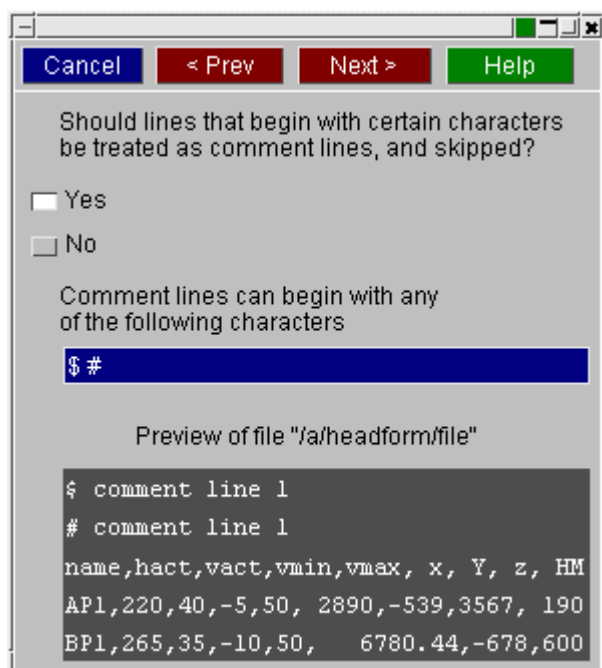 Cancel < Prev Next > Help
Should lines that begin with certain characters
be treated as comment lines, and skipped?
Yes
No
Comment lines can begin with any
of the following characters
$ #
Preview of file "/a/headform/file"
$ comment line 1
# comment line 1
name,hact,vact,vmin,vmax, x, Y, z, HM
AP1,220,40,-5,50, 2890,-539,3567, 190
BP1,265,35,-10,50,   6780.44,-678,600